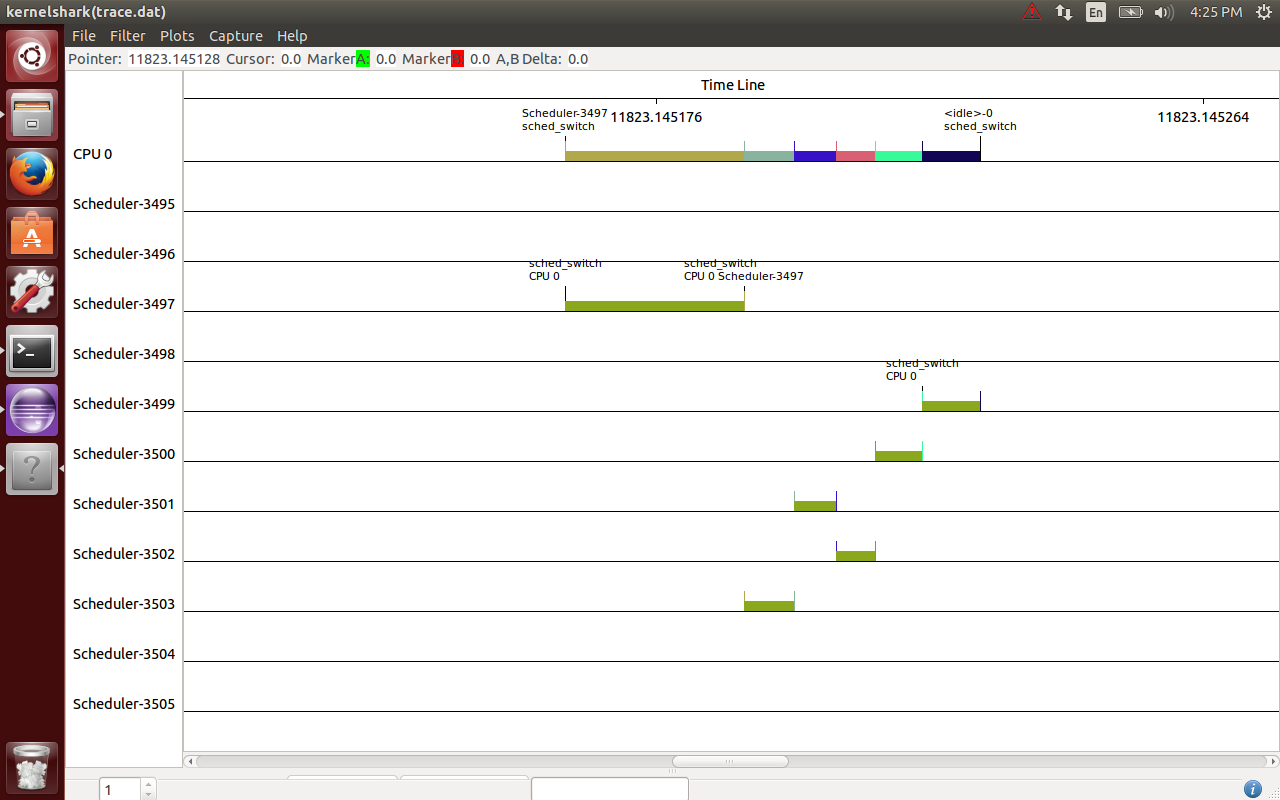 kernelshark(trace.dat)
En
4:25 PM
File Filter Plots Capture Help
Pointer: 11823.145128 Cursor: 0.0 Marker A: 0.0 Marker B: 0.0 A,B Delta: 0.0
Time Line
Scheduler-3497
sched_switch
11823.145176
<idle>-0
sched_switch
11823.145264
CPU 0
Scheduler-3495
Scheduler-3496
sched_switch
CPU 0
sched_switch
CPU 0 Scheduler-3497
Scheduler-3497
Scheduler-3498
sched_switch
CPU 0
Scheduler-3499
Scheduler-3500
Scheduler-3501
Scheduler-3502
Scheduler-3503
Scheduler-3504
Scheduler-3505
1